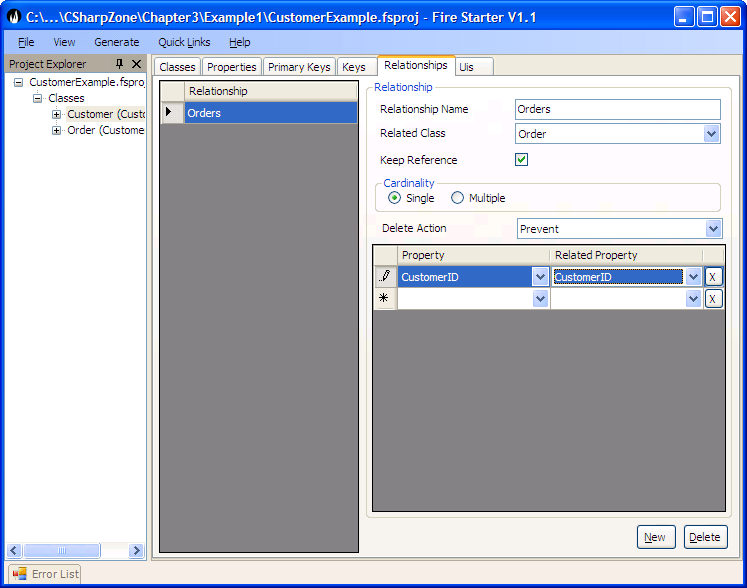 C:\...\CSharpZone\Chapter3\Example1\CustomerExample.fsproj - Fire Starter V1.1
File View Generate Quick Links Help
Project Explorer
CustomerExample.fsproj
Classes
Customer (Custo
Order (Custome
Classes Properties Primary Keys Keys Relationships Uis
Relationship
Orders
Relationship
Relationship Name Orders
Related Class Order
Keep Reference
Cardinality
Single Multiple
Delete Action Prevent
Property Related Property
CustomerID CustomerID X
X
New Delete
Error List